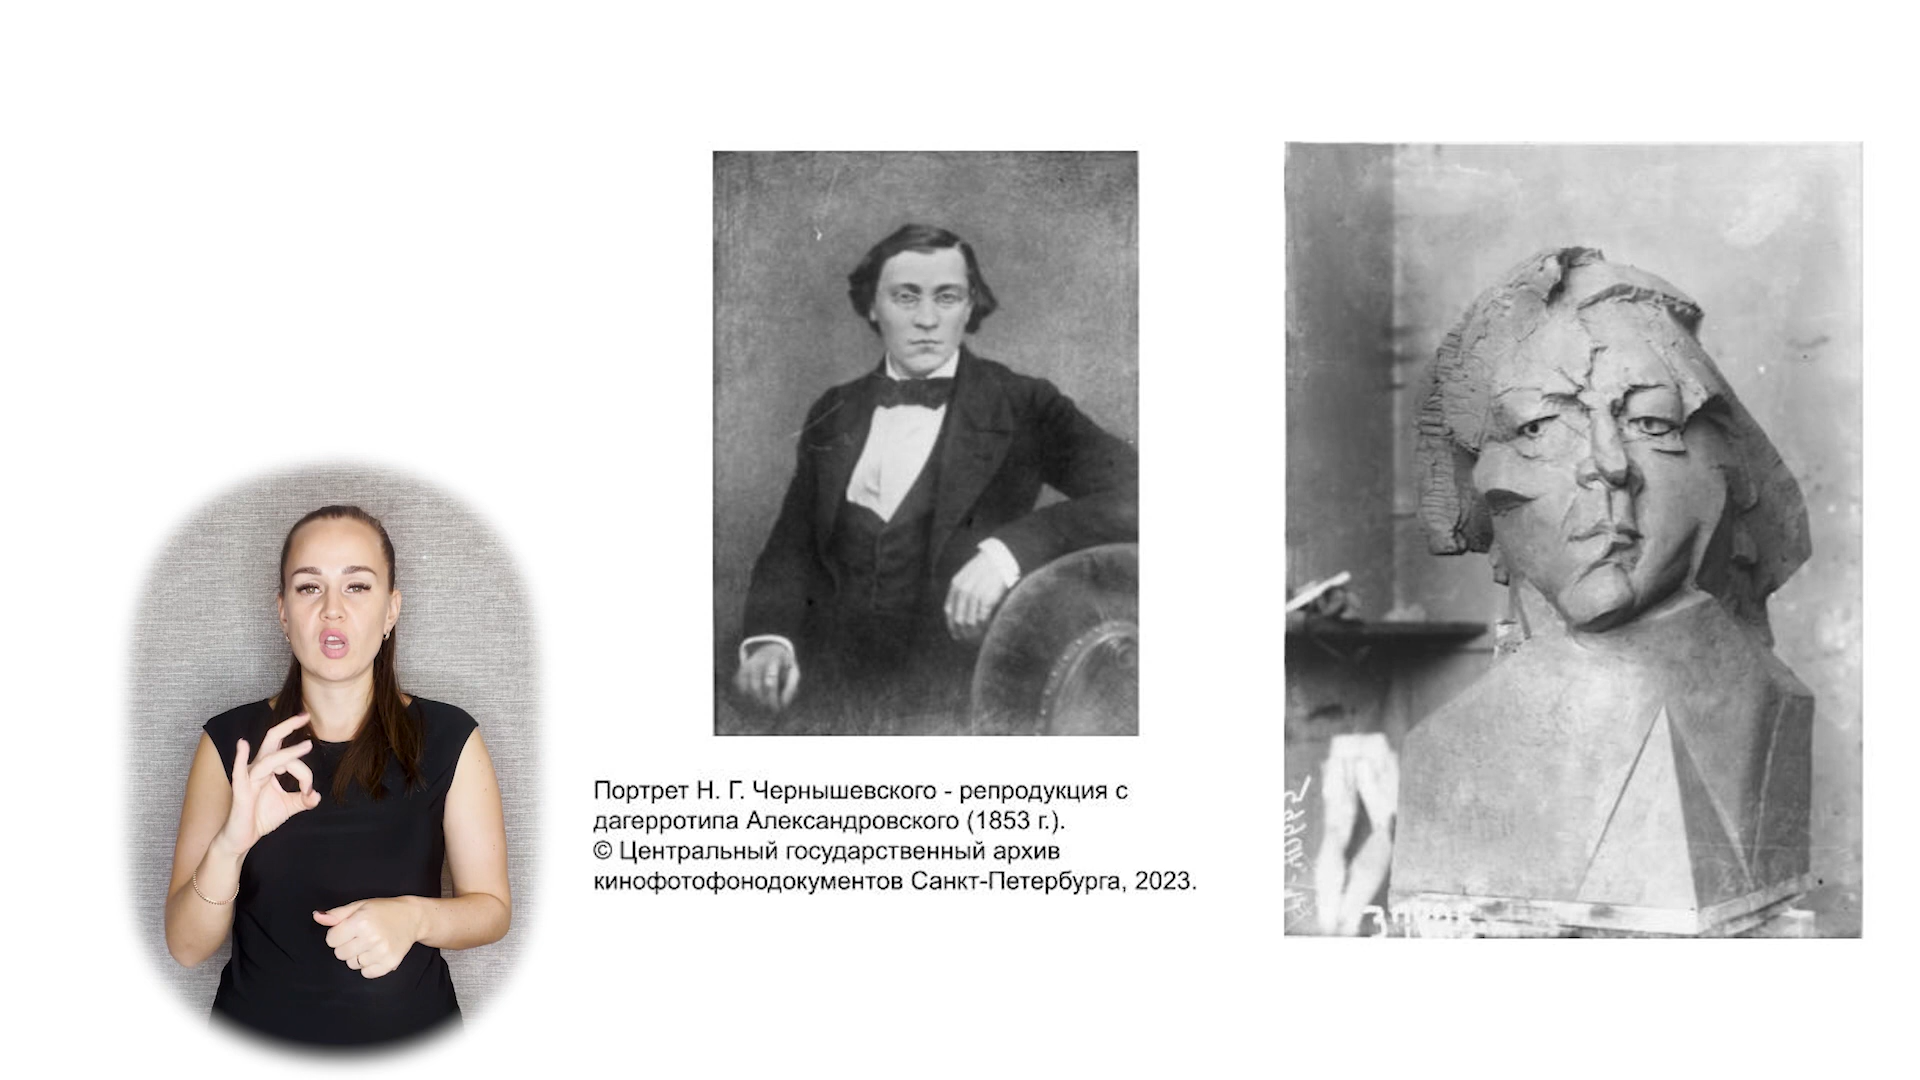 Портрет Н. Г. Чернышевского - репродукция с
дагерротипа Александровского (1853 г.).
© Центральный государственный архив
кинофотофонодокументов Санкт-Петербурга, 2023.